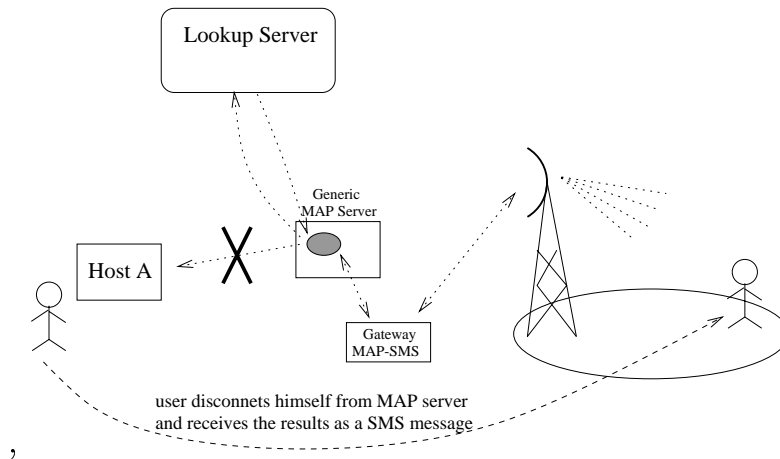 Lookup Server
Generic
MAP Server
Host A
Gateway
MAP-SMS
user disconnets himself from MAP server
and receives the results as a SMS message
,